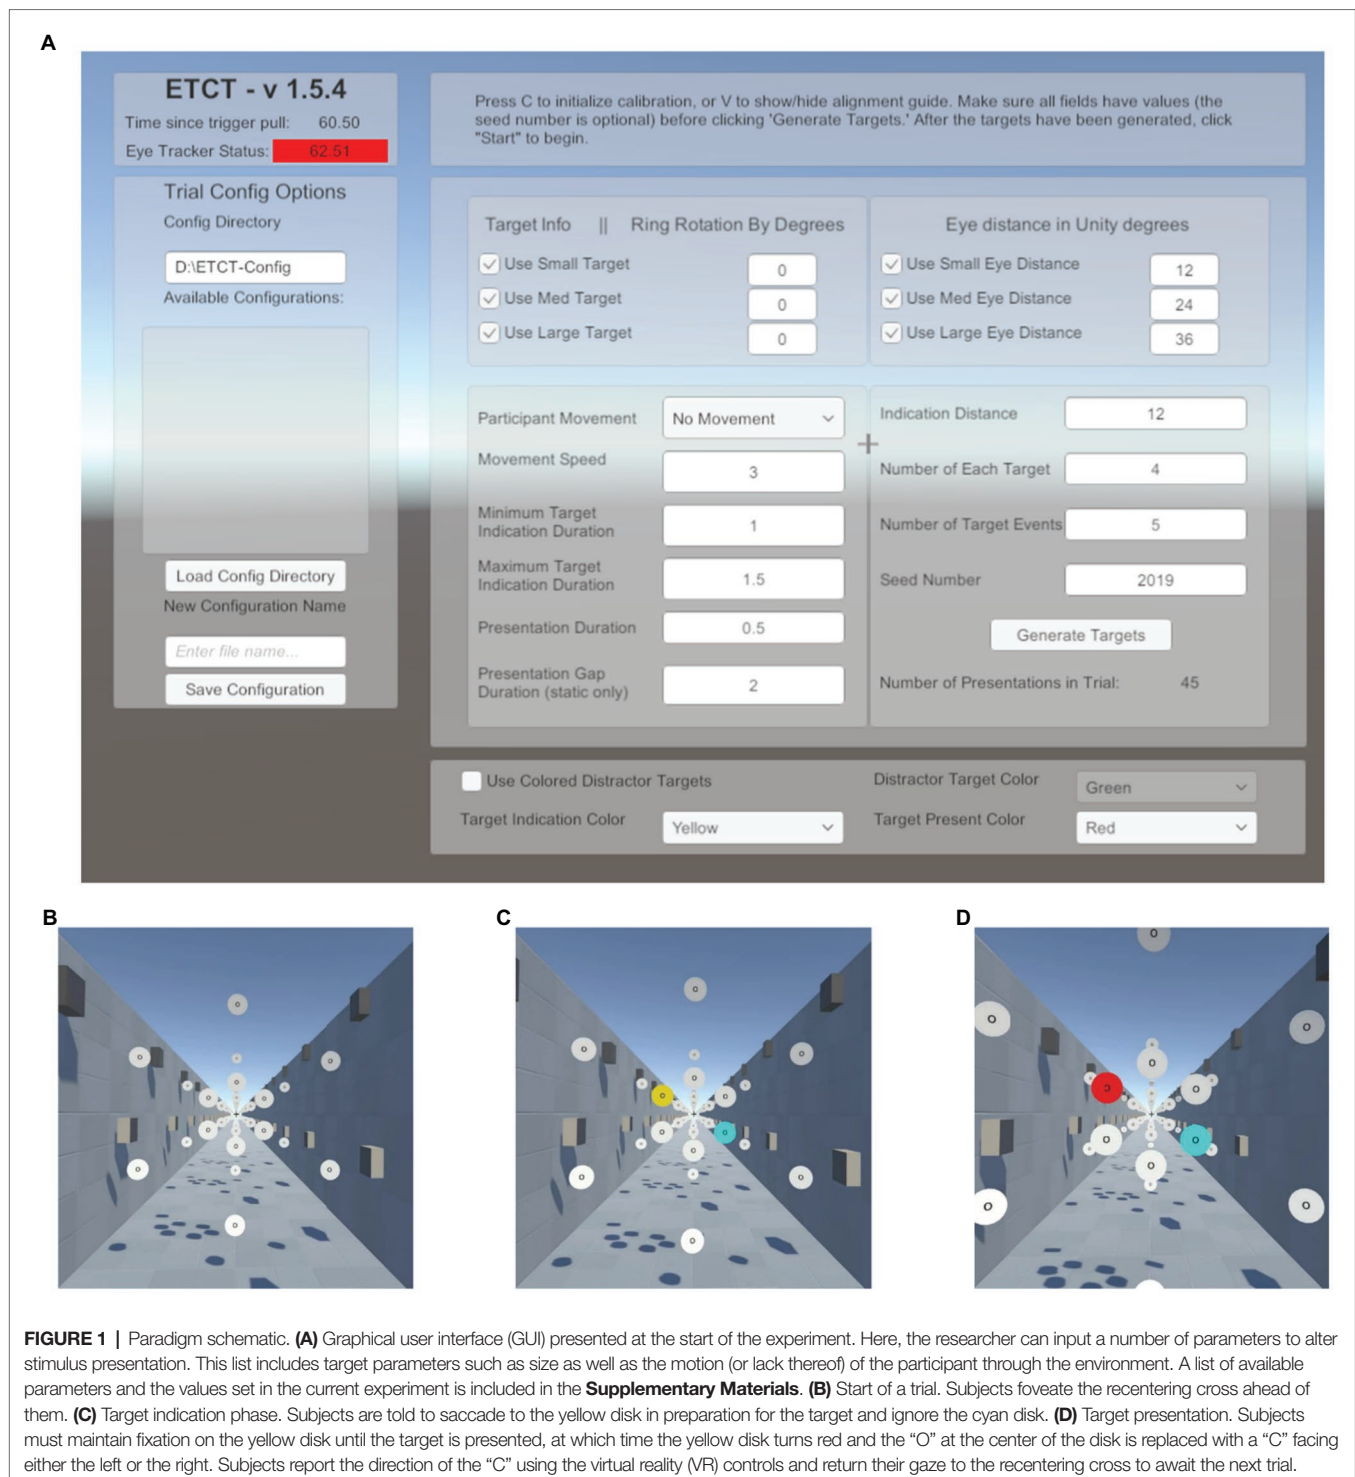 A
ETCT - v 1.5.4
Time since trigger pull: 60.50
Eye Tracker Status: 62.51
Press C to initialize calibration, or V to show/hide alignment guide. Make sure all fields have values (the
seed number is optional) before clicking 'Generate Targets.' After the targets have been generated, click
"Start" to begin.
Trial Config Options
Config Directory
D:\ETCT-Config
Available Configurations:
Load Config Directory
New Configuration Name
Enter file name...
Save Configuration
Target Info || Ring Rotation By Degrees
Use Small Target 0
Use Med Target 0
Use Large Target 0
Eye distance in Unity degrees
Use Small Eye Distance 12
Use Med Eye Distance 24
Use Large Eye Distance 36
Participant Movement No Movement
Movement Speed 3
Minimum Target
Indication Duration 1
Maximum Target
Indication Duration 1.5
Presentation Duration 0.5
Presentation Gap
Duration (static only) 2
Indication Distance 12
Number of Each Target 4
Number of Target Events 5
Seed Number 2019
Generate Targets
Number of Presentations in Trial: 45
Use Colored Distractor Targets
Distractor Target Color Green
Target Indication Color Yellow
Target Present Color Red
B
C
D
FIGURE 1 | Paradigm schematic. (A) Graphical user interface (GUI) presented at the start of the experiment. Here, the researcher can input a number of parameters to alter
stimulus presentation. This list includes target parameters such as size as well as the motion (or lack thereof) of the participant through the environment. A list of available
parameters and the values set in the current experiment is included in the Supplementary Materials. (B) Start of a trial. Subjects foveate the recentering cross ahead of
them. (C) Target indication phase. Subjects are told to saccade to the yellow disk in preparation for the target and ignore the cyan disk. (D) Target presentation. Subjects
must maintain fixation on the yellow disk until the target is presented, at which time the yellow disk turns red and the “O” at the center of the disk is replaced with a “C” facing
either the left or the right. Subjects report the direction of the “C” using the virtual reality (VR) controls and return their gaze to the recentering cross to await the next trial.